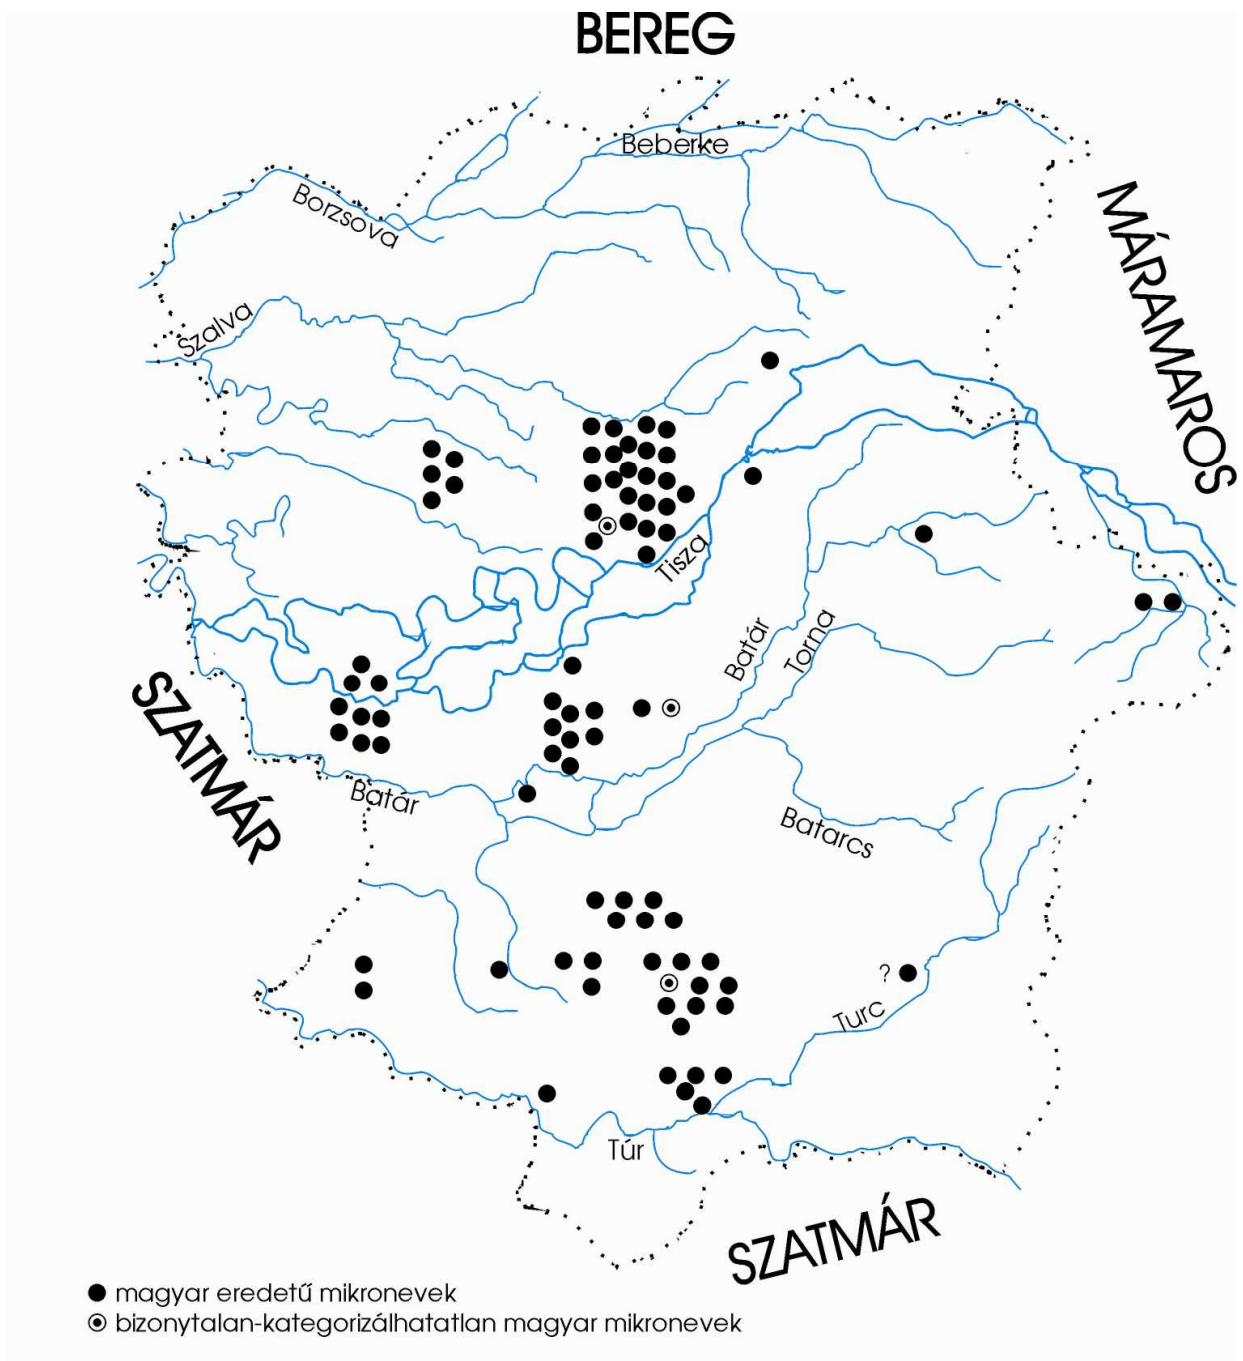 BEREG
Beberke
Borzsova
MÁRAMAROS
Szalva
Tisza
Batár
Torna
SZATMÁR
Batár
Batarcs
?
Turc
Túr
SZATMÁR
magyar eredetű mikronevek
bizonytalan-kategorizálhatatlan magyar mikronevek